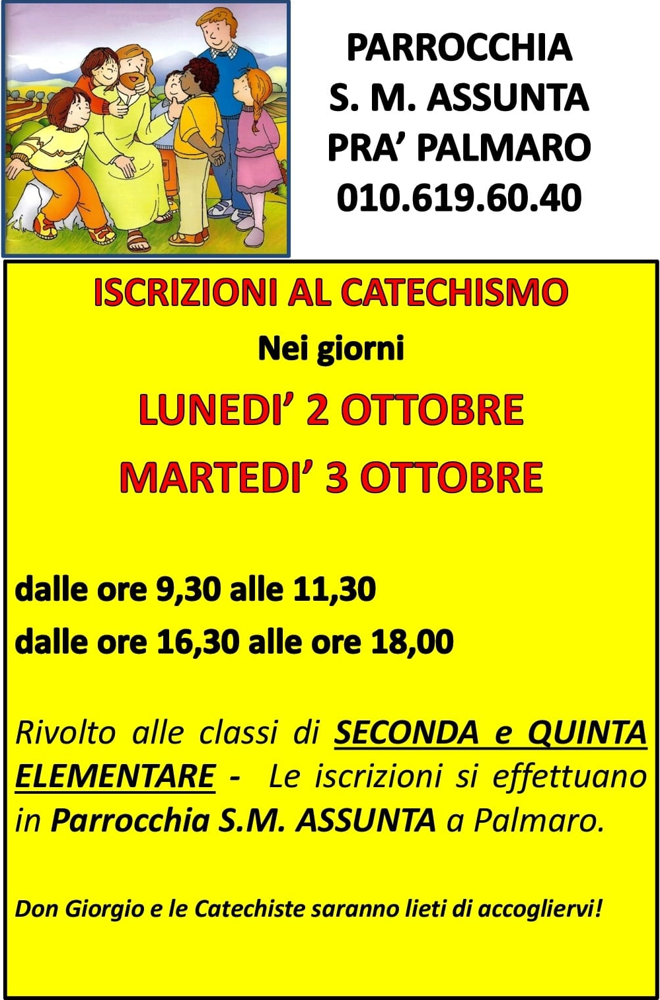 PARROCCHIA
S. M. ASSUNTA
PRA’ PALMARO
010.619.60.40
ISCRIZIONI AL CATECHISMO
Nei giorni
LUNEDI’ 2 OTTOBRE
MARTEDI’ 3 OTTOBRE
dalle ore 9,30 alle 11,30
dalle ore 16,30 alle ore 18,00
Rivolto alle classi di SECONDA e QUINTA
ELEMENTARE - Le iscrizioni si effettuano
in Parrocchia S.M. ASSUNTA a Palmaro.
Don Giorgio e le Catechiste saranno lieti di accogliervi!